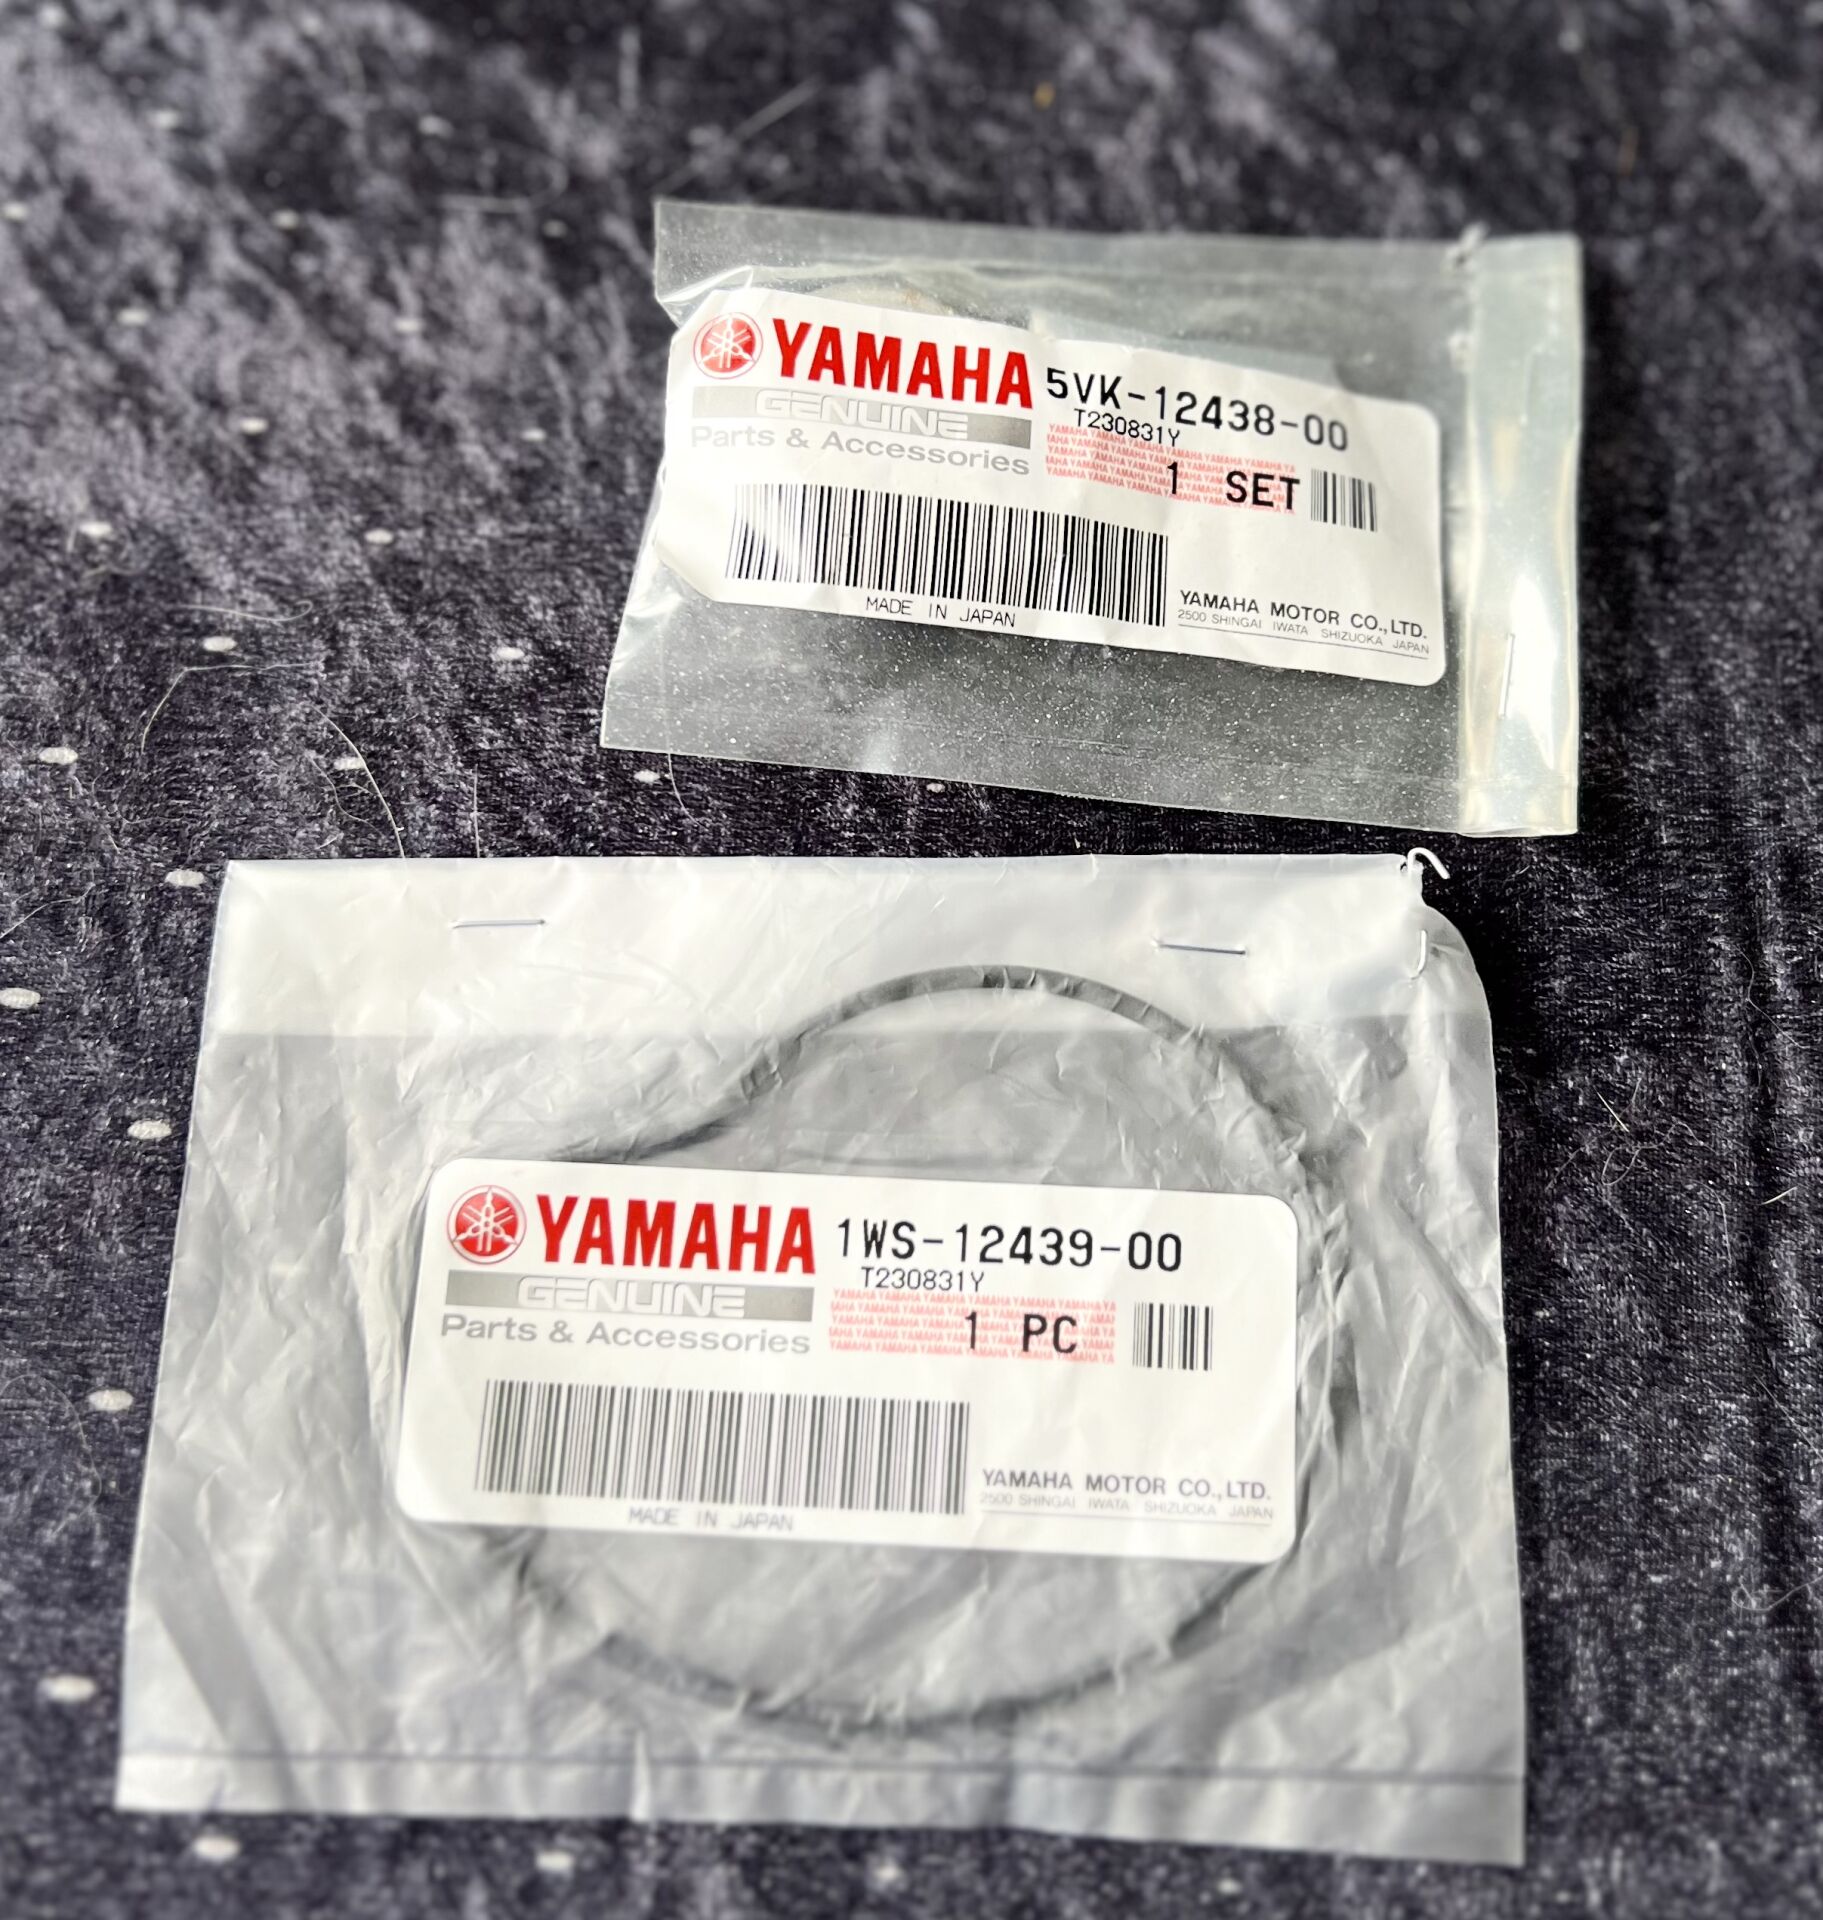 YAMAHA 5VK-12438-00
GENUINE T230831Y
Parts & Accessories 1 SET
MADE IN JAPAN
YAMAHA MOTOR CO.,LTD.
2500 SHINGAI IWATA SHIZUOKA JAPAN
YAMAHA 1WS-12439-00
GENUINE T230831Y
Parts & Accessories 1 PC
MADE IN JAPAN
YAMAHA MOTOR CO.,LTD.
2500 SHINGAI IWATA SHIZUOKA JAPAN